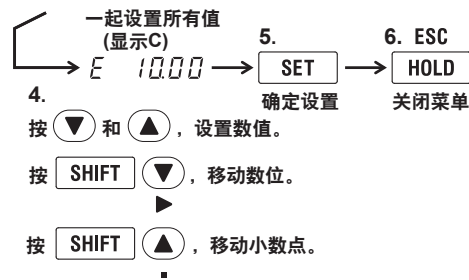 一起设置所有值
(显示C)
E 10.00
5.
SET
确定设置
6. ESC
HOLD
关闭菜单
4.
按▼和▲，设置数值。
按 SHIFT ▼，移动数位。
按 SHIFT ▲，移动小数点。